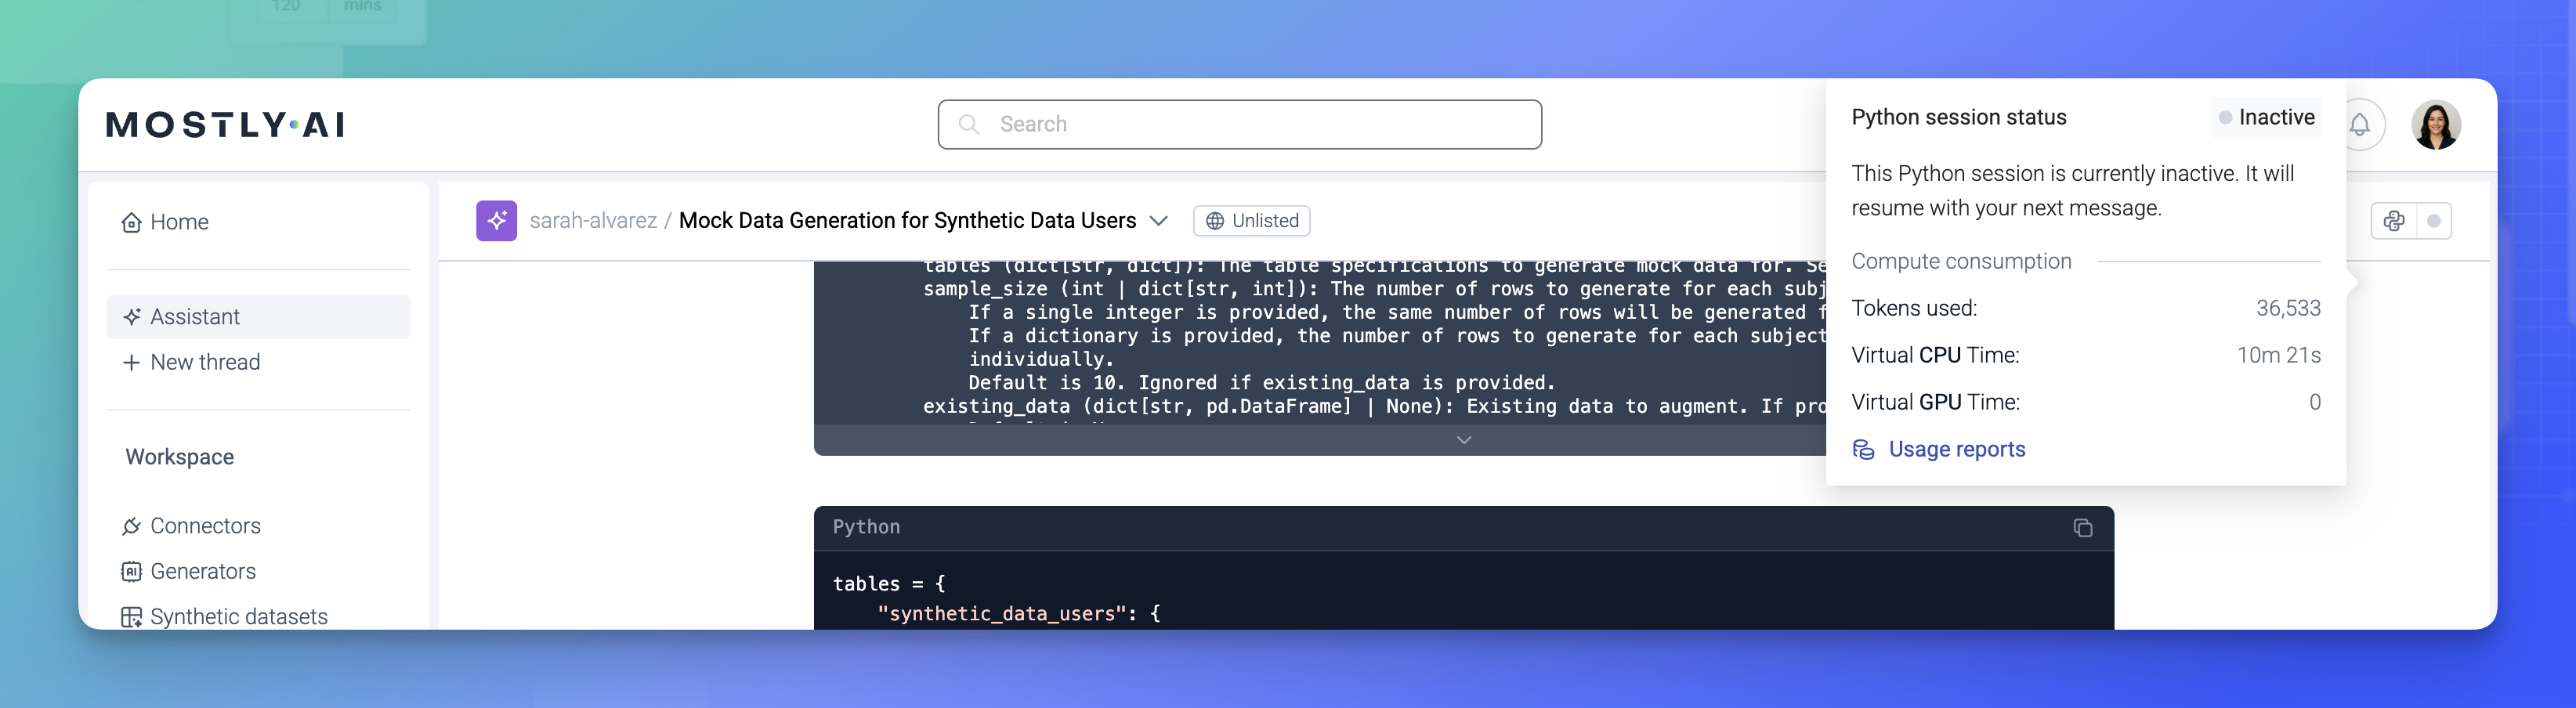 120 mins
MOSTLY AI
Search
Home
Assistant
New thread
Workspace
Connectors
Generators
Synthetic datasets
sarah-alvarez / Mock Data Generation for Synthetic Data Users
Unlisted
tables (dict[str, dict]): The table specifications to generate mock data for. Se
sample_size (int | dict[str, int]): The number of rows to generate for each subj
If a single integer is provided, the same number of rows will be generated f
If a dictionary is provided, the number of rows to generate for each subject
individually.
Default is 10. Ignored if existing_data is provided.
existing_data (dict[str, pd.DataFrame] | None): Existing data to augment. If pro
Python
tables = {
"synthetic_data_users": {
Python session status
Inactive
This Python session is currently inactive. It will
resume with your next message.
Compute consumption
Tokens used: 36,533
Virtual CPU Time: 10m 21s
Virtual GPU Time: 0
Usage reports